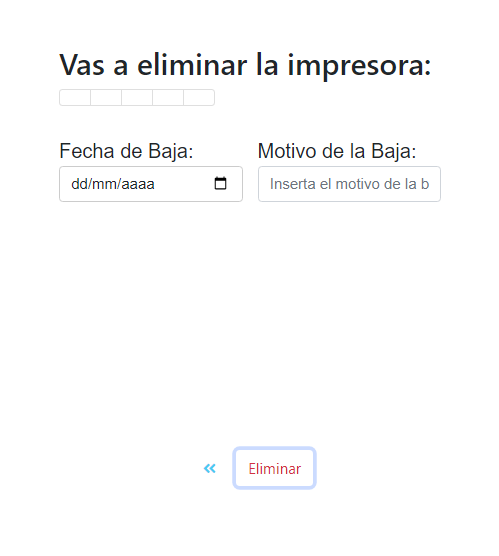 Vas a eliminar la impresora:
Fecha de Baja: Motivo de la Baja:
dd/mm/aaaa Inserta el motivo de la b
Eliminar